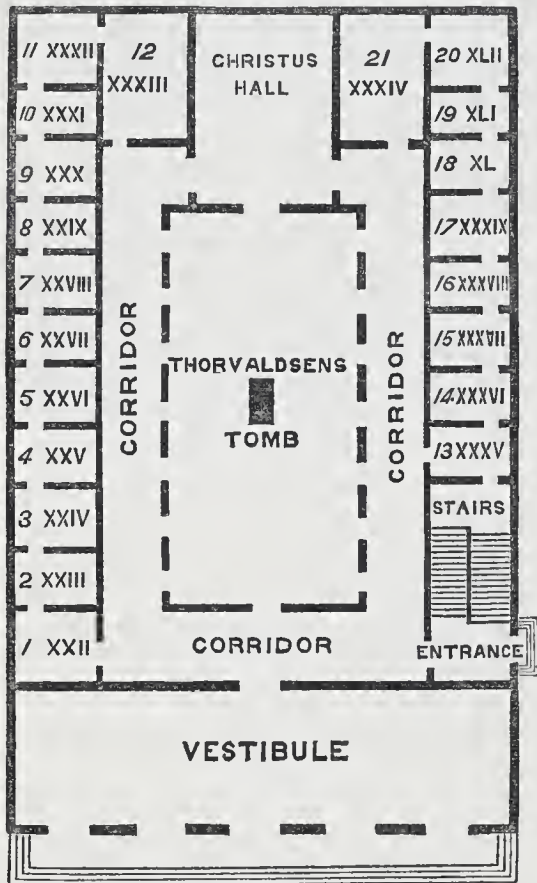 11 XXXII
12
XXXIII
CHRISTUS
HALL
21
XXXIV
20 XLII
10 XXXI
19 XLI
9 XXX
18 XL
8 XXIX
17 XXXIX
7 XXVIII
16 XXXVIII
6 XXVII
15 XXXVII
5 XXVI
14 XXXVI
4 XXV
13 XXXV
3 XXIV
2 XXIII
1 XXII
CORRIDOR
THORVALDSENS
TOMB
CORRIDOR
STAIRS
CORRIDOR
ENTRANCE
VESTIBULE